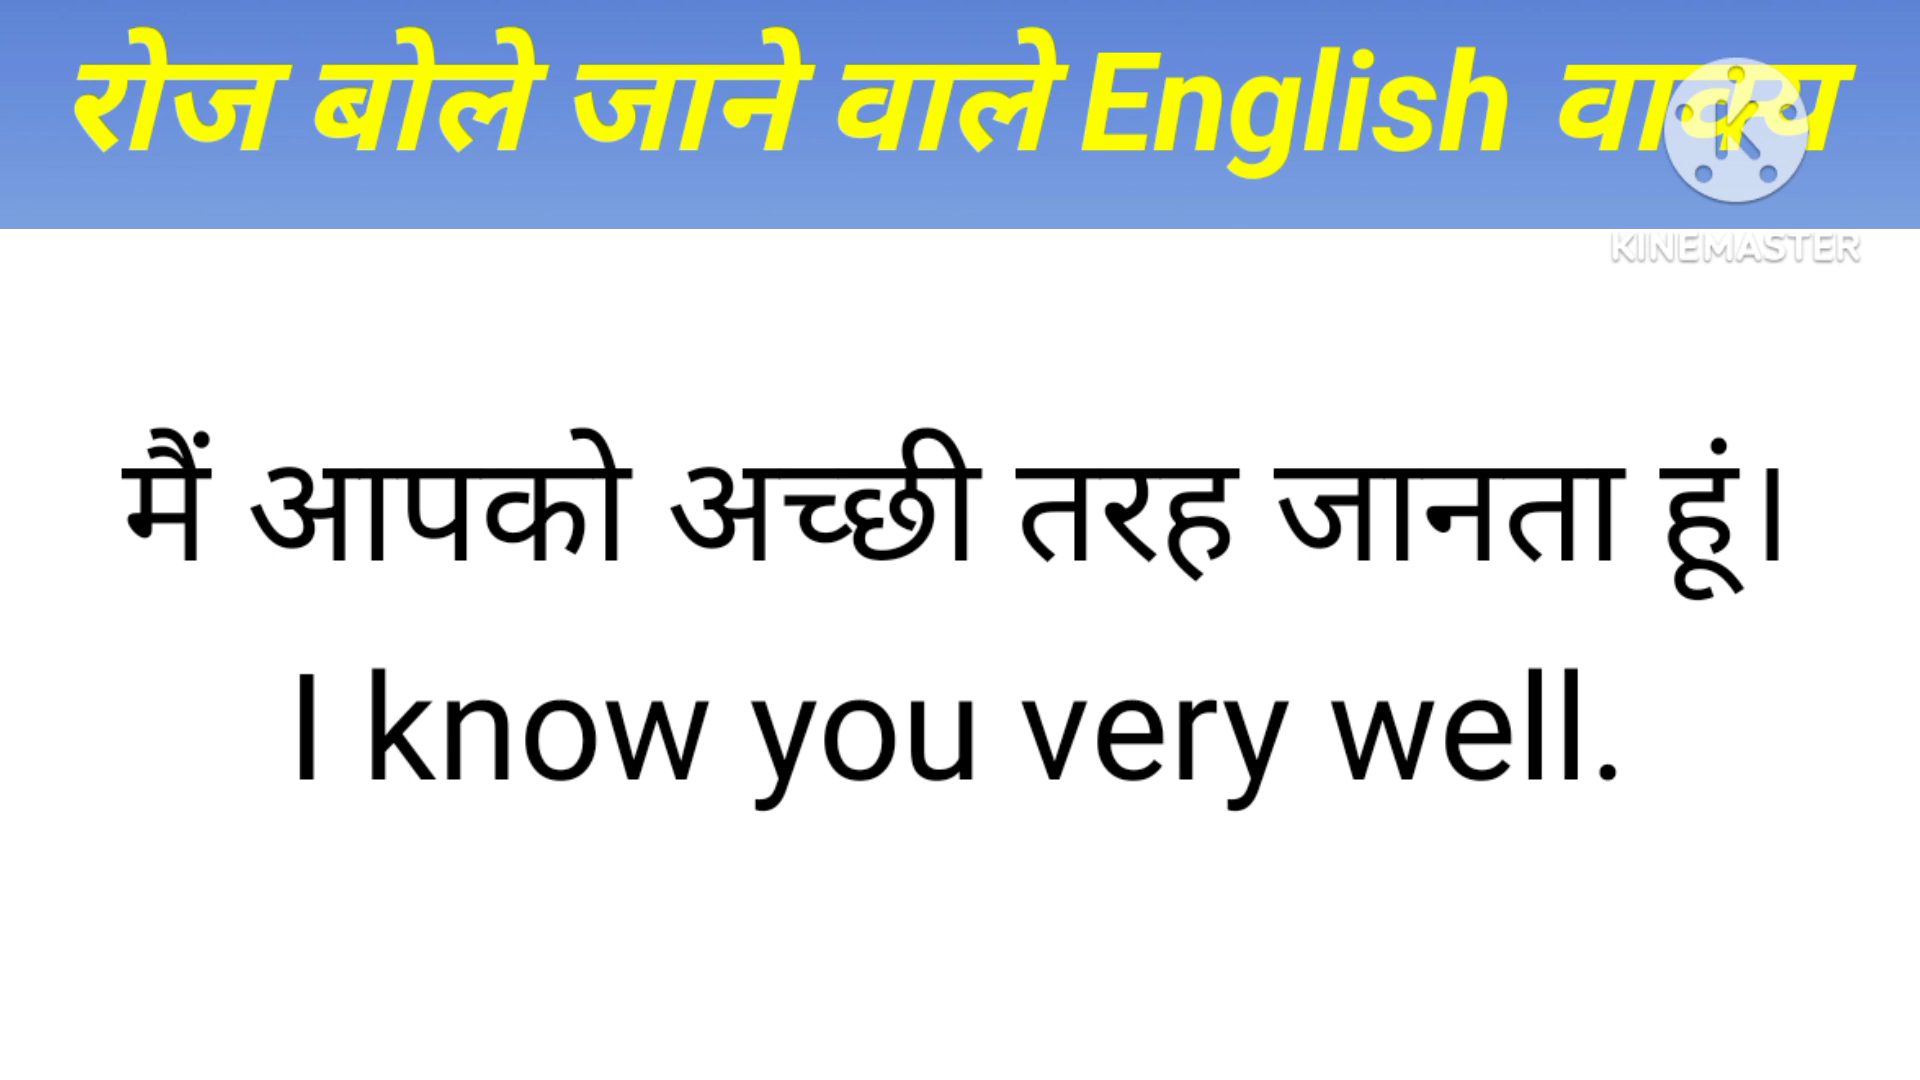 रोज बोले जाने वाले English वाक्य
KINEMASTER
मैं आपको अच्छी तरह जानता हूं।
I know you very well.